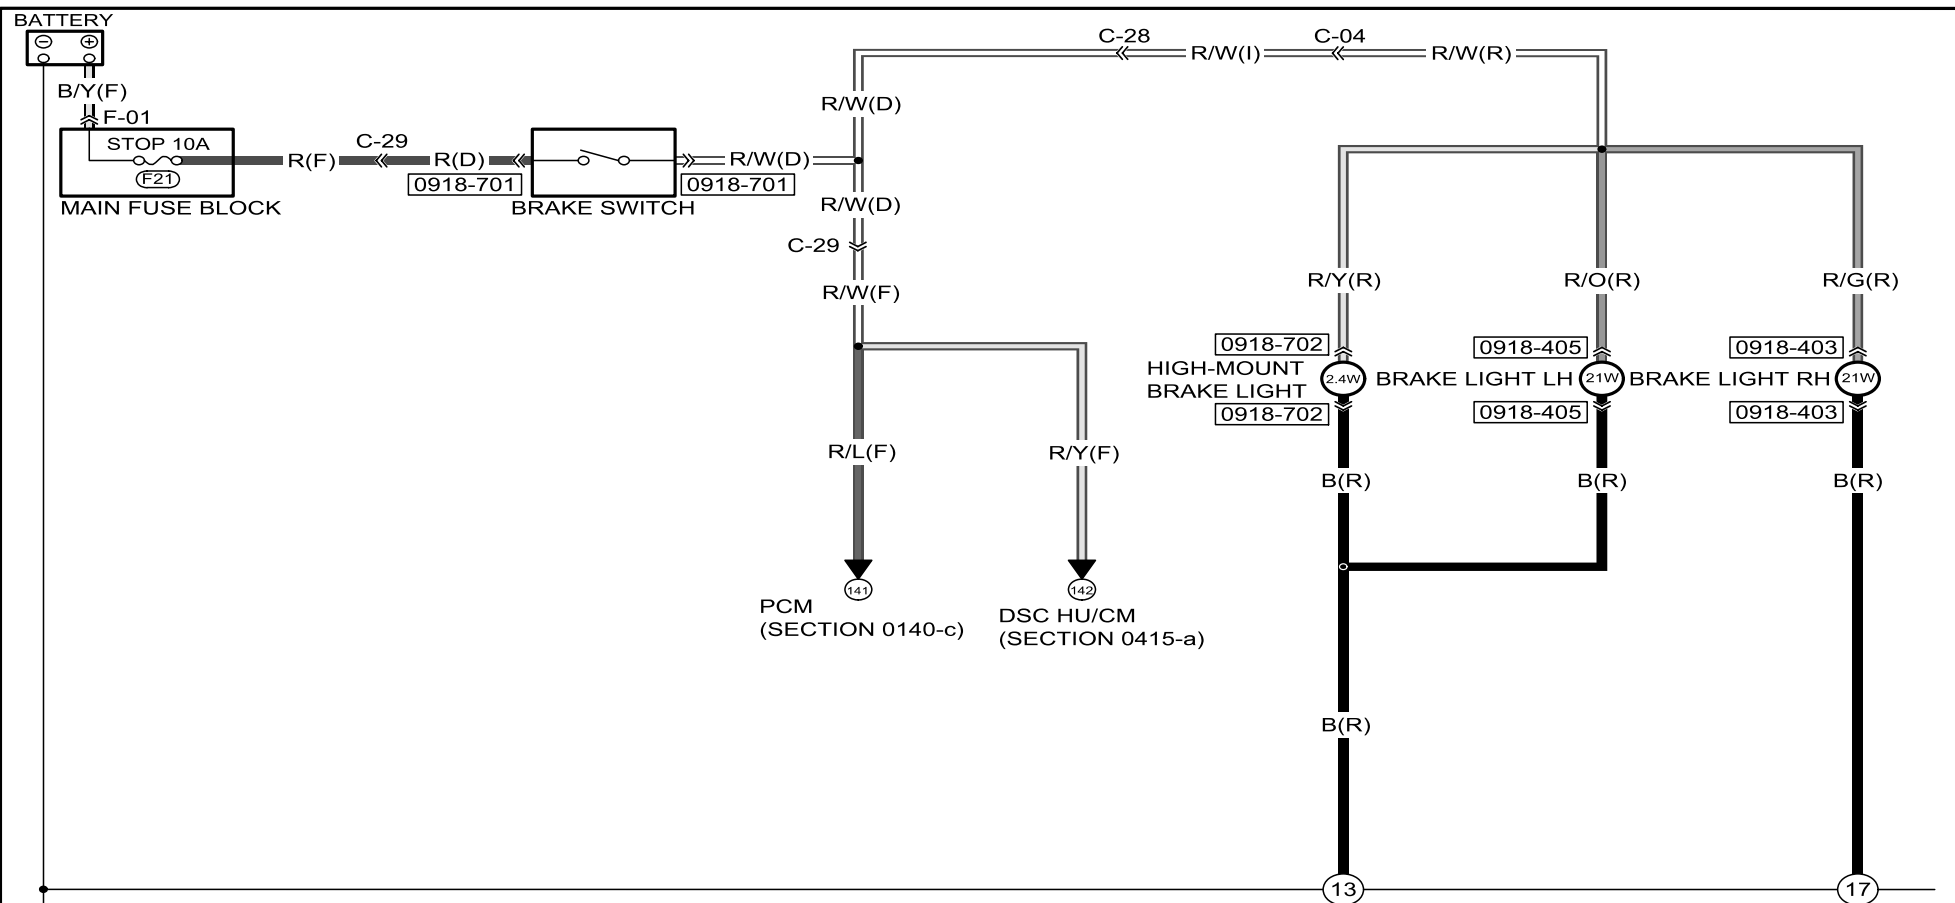 BATTERY
− +
B/Y(F)
F-01
STOP 10A
F21
MAIN FUSE BLOCK
R(F)
C-29
R(D)
0918-701
BRAKE SWITCH
0918-701
R/W(D)
R/W(D)
R/W(D)
C-29
R/W(F)
R/L(F)
R/Y(F)
141
PCM
(SECTION 0140-c)
142
DSC HU/CM
(SECTION 0415-a)
C-28
R/W(I)
C-04
R/W(R)
R/Y(R)
R/O(R)
R/G(R)
0918-702
HIGH-MOUNT
BRAKE LIGHT
2.4W
0918-702
0918-405
BRAKE LIGHT LH
21W
0918-405
0918-403
BRAKE LIGHT RH
21W
0918-403
B(R)
B(R)
B(R)
B(R)
13
17